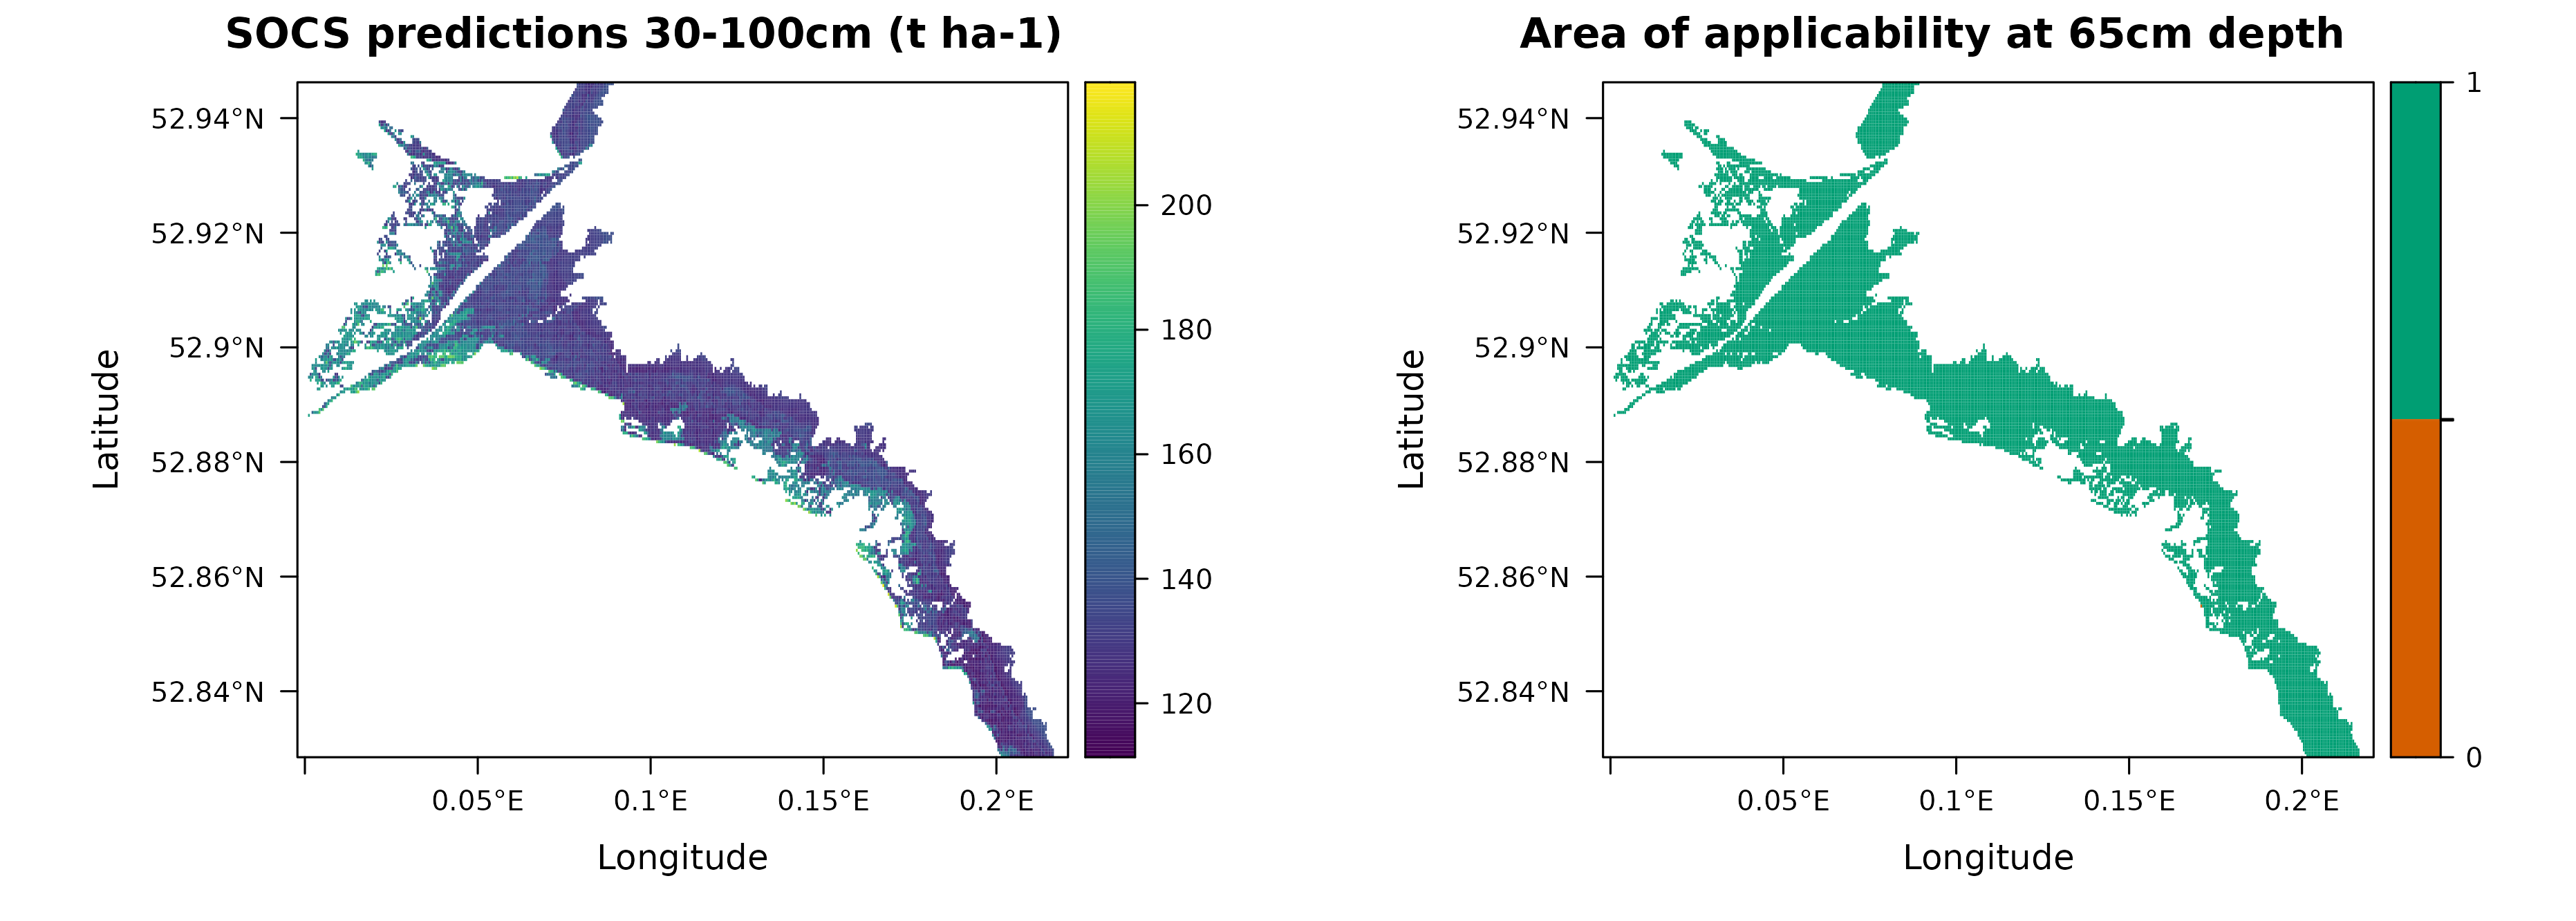 SOCS predictions 30-100cm (t ha-1)
52.94°N
52.92°N
52.9°N
52.88°N
52.86°N
52.84°N
Latitude
0.05°E
0.1°E
0.15°E
0.2°E
Longitude
200
180
160
140
120
Area of applicability at 65cm depth
52.94°N
52.92°N
52.9°N
52.88°N
52.86°N
52.84°N
Latitude
0.05°E
0.1°E
0.15°E
0.2°E
Longitude
1
0